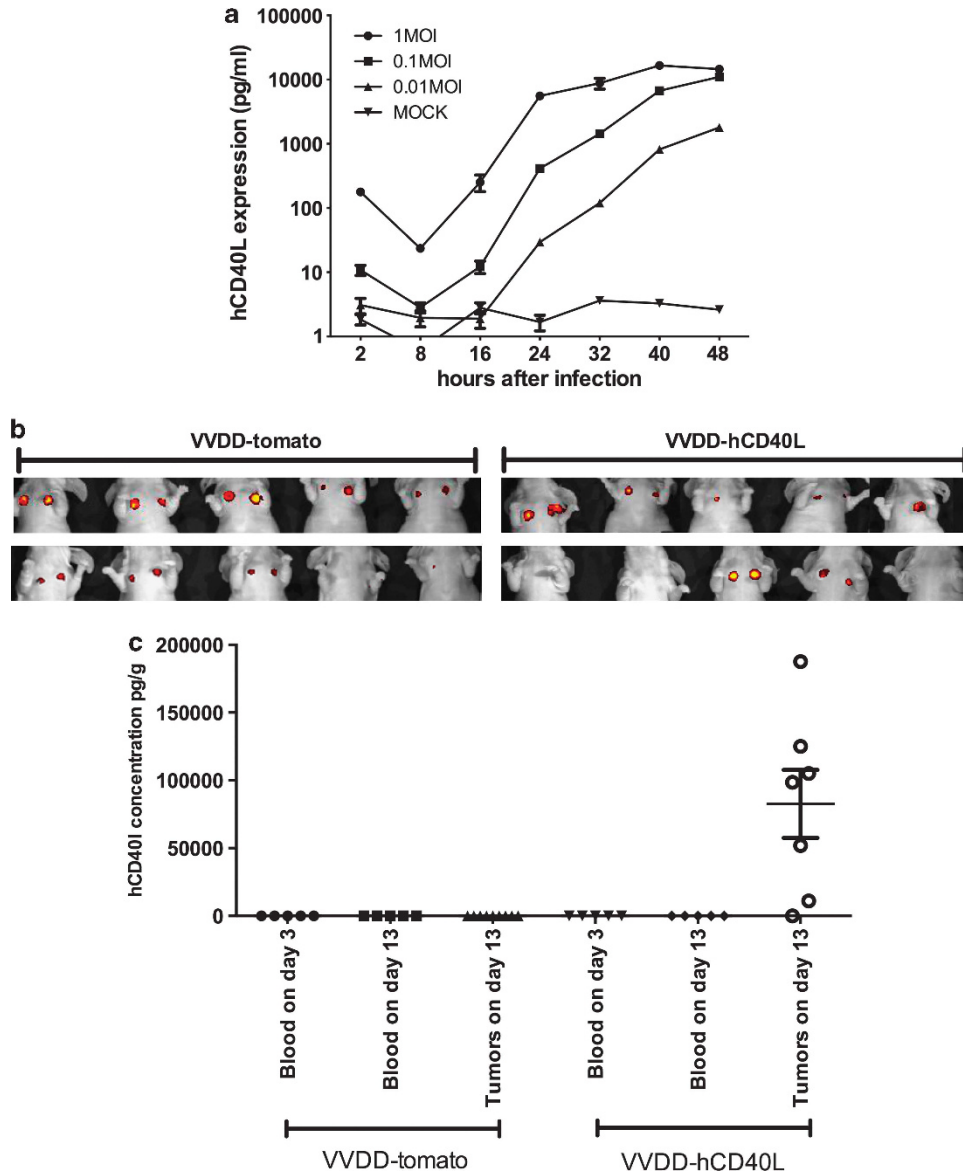 a
100000
10000
1000
100
10
1
hCD40L expression (pg/ml)
1MOI
0.1MOI
0.01MOI
MOCK
2 8 16 24 32 40 48
hours after infection
b
VVDD-tomato VVDD-hCD40L
c
200000
150000
100000
50000
0
hCD40l concentration pg/g
Blood on day 3
Blood on day 13
Tumors on day 13
Blood on day 3
Blood on day 13
Tumors on day 13
VVDD-tomato VVDD-hCD40L